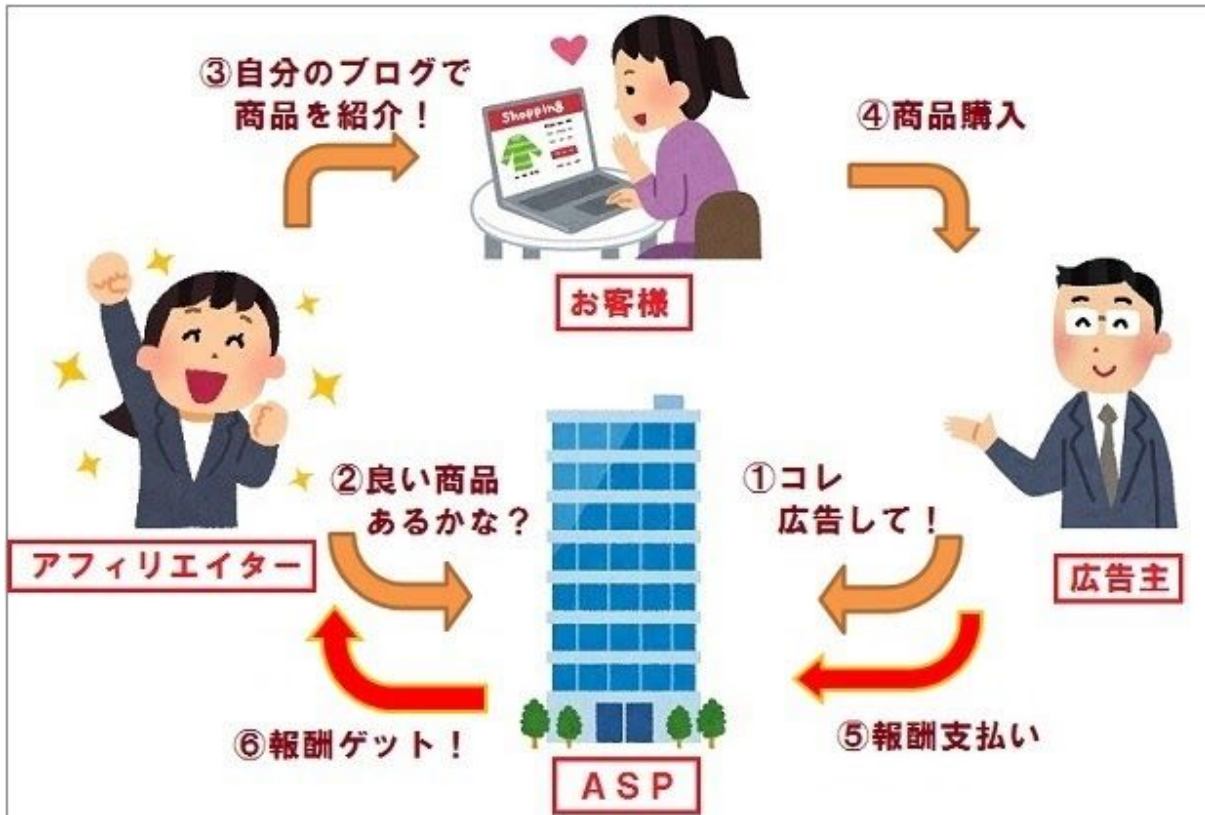 ③自分のブログで
商品を紹介！
Shopping
④商品購入
お客様
②良い商品
あるかな？
①コレ
広告して！
アフィリエイター
広告主
⑥報酬ゲット！
⑤報酬支払い
ＡＳＰ